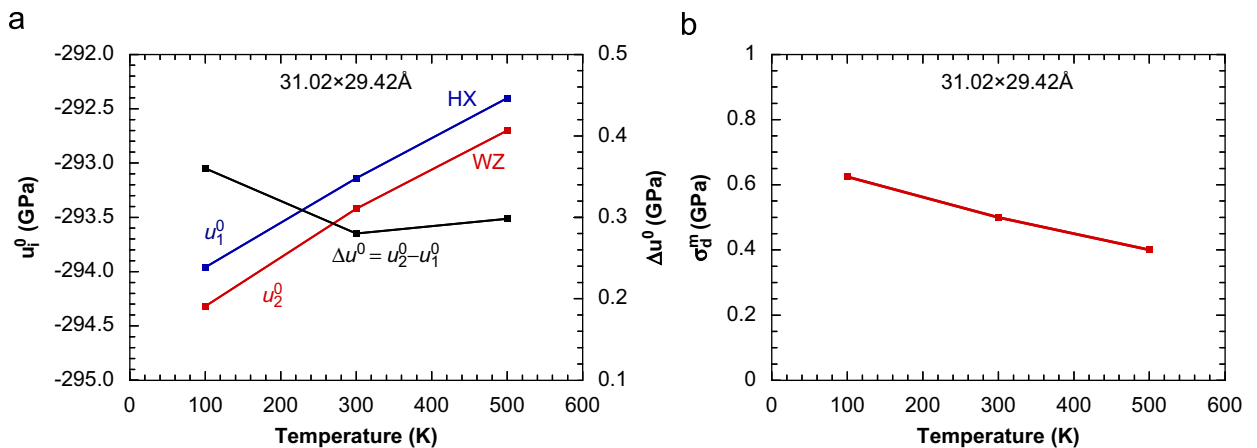 a
b
-292.0
-292.5
-293.0
-293.5
-294.0
-294.5
-295.0
u_i^0 (GPa)
31.02×29.42Å
HX
WZ
u_1^0
u_2^0
Δu^0 = u_2^0–u_1^0
0.5
0.4
0.3
0.2
0.1
Δu^0 (GPa)
0 100 200 300 400 500 600
Temperature (K)
1
0.8
0.6
0.4
0.2
0
σ_d^m (GPa)
31.02×29.42Å
0 100 200 300 400 500 600
Temperature (K)